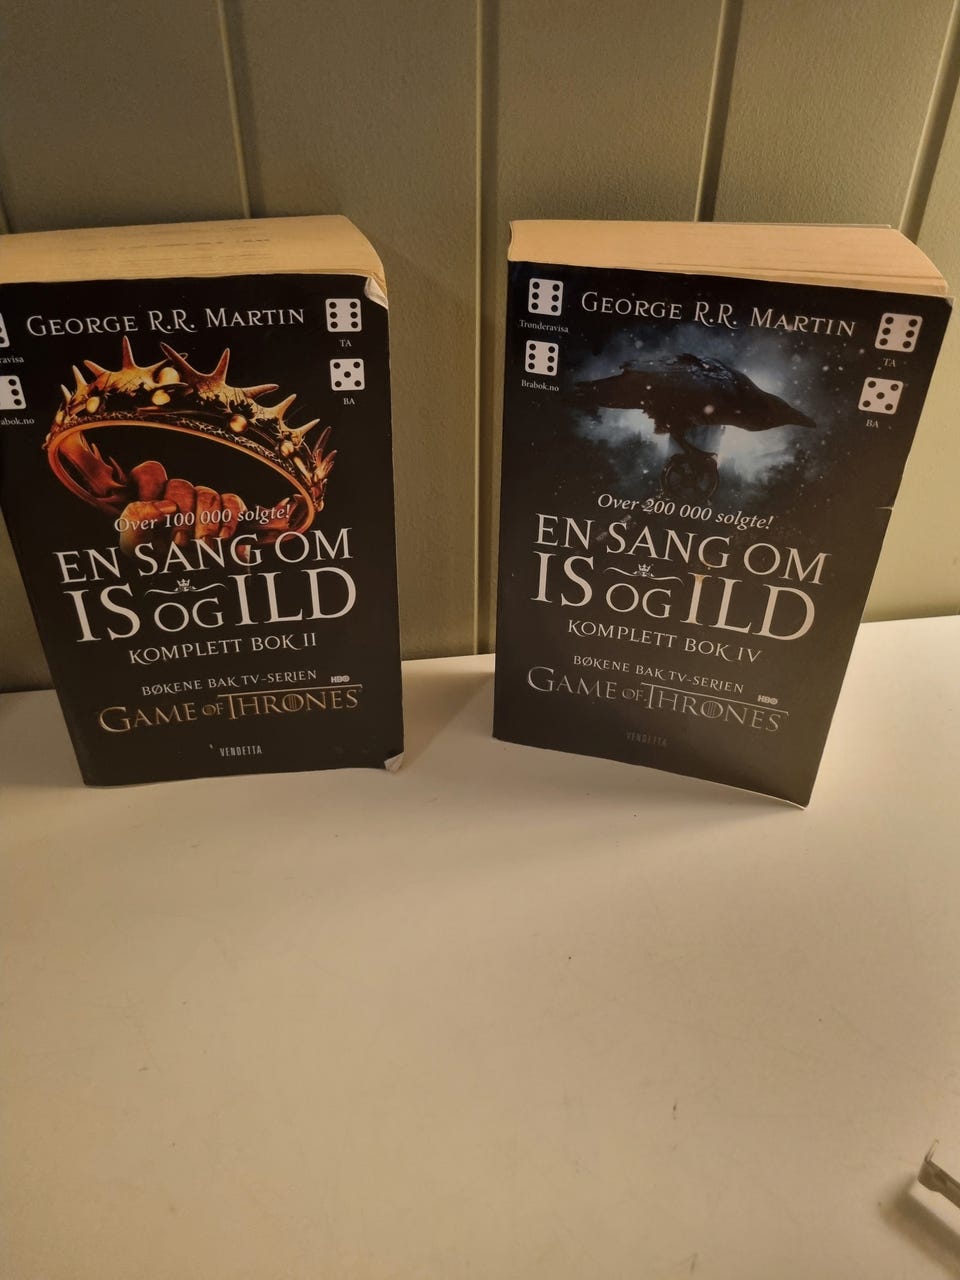 GEORGE R.R. MARTIN
TA
BA
Over 100 000 solgte!
EN SANG OM
IS OG ILD
KOMPLETT BOK II
BØKENE BAK TV-SERIEN HBO
GAME OF THRONES
VENDETTA
GEORGE R.R. MARTIN
Trønderavisa
TA
Brabok.no
BA
Over 200 000 solgte!
EN SANG OM
IS OG ILD
KOMPLETT BOK IV
BØKENE BAK TV-SERIEN
HBO
GAME OF THRONES
VENDETTA